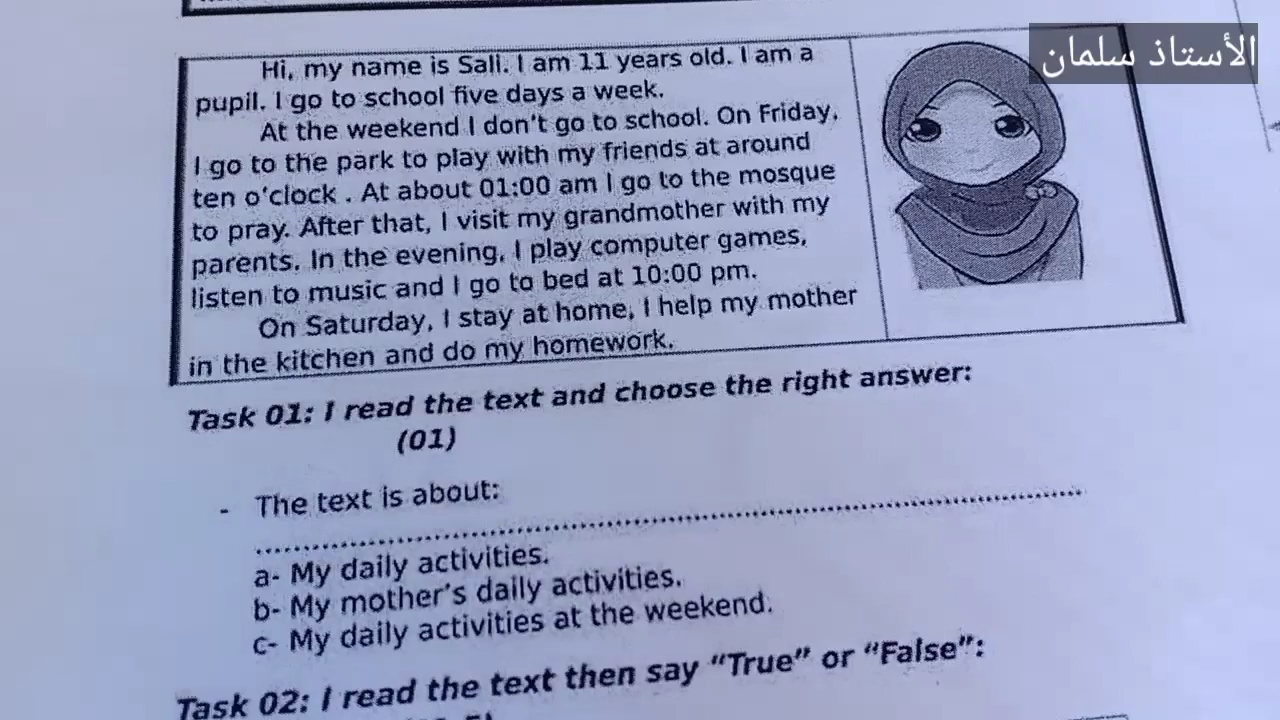 الأستاذ سلمان
Hi, my name is Sali. I am 11 years old. I am a
pupil. I go to school five days a week.
At the weekend I don't go to school. On Friday,
I go to the park to play with my friends at around
ten o'clock . At about 01:00 am I go to the mosque
to pray. After that, I visit my grandmother with my
parents. In the evening, I play computer games,
listen to music and I go to bed at 10:00 pm.
On Saturday, I stay at home, I help my mother
in the kitchen and do my homework.
Task 01: I read the text and choose the right answer:
(01)
- The text is about:
................................................................................
a- My daily activities.
b- My mother's daily activities.
c- My daily activities at the weekend.
Task 02: I read the text then say “True” or “False”: